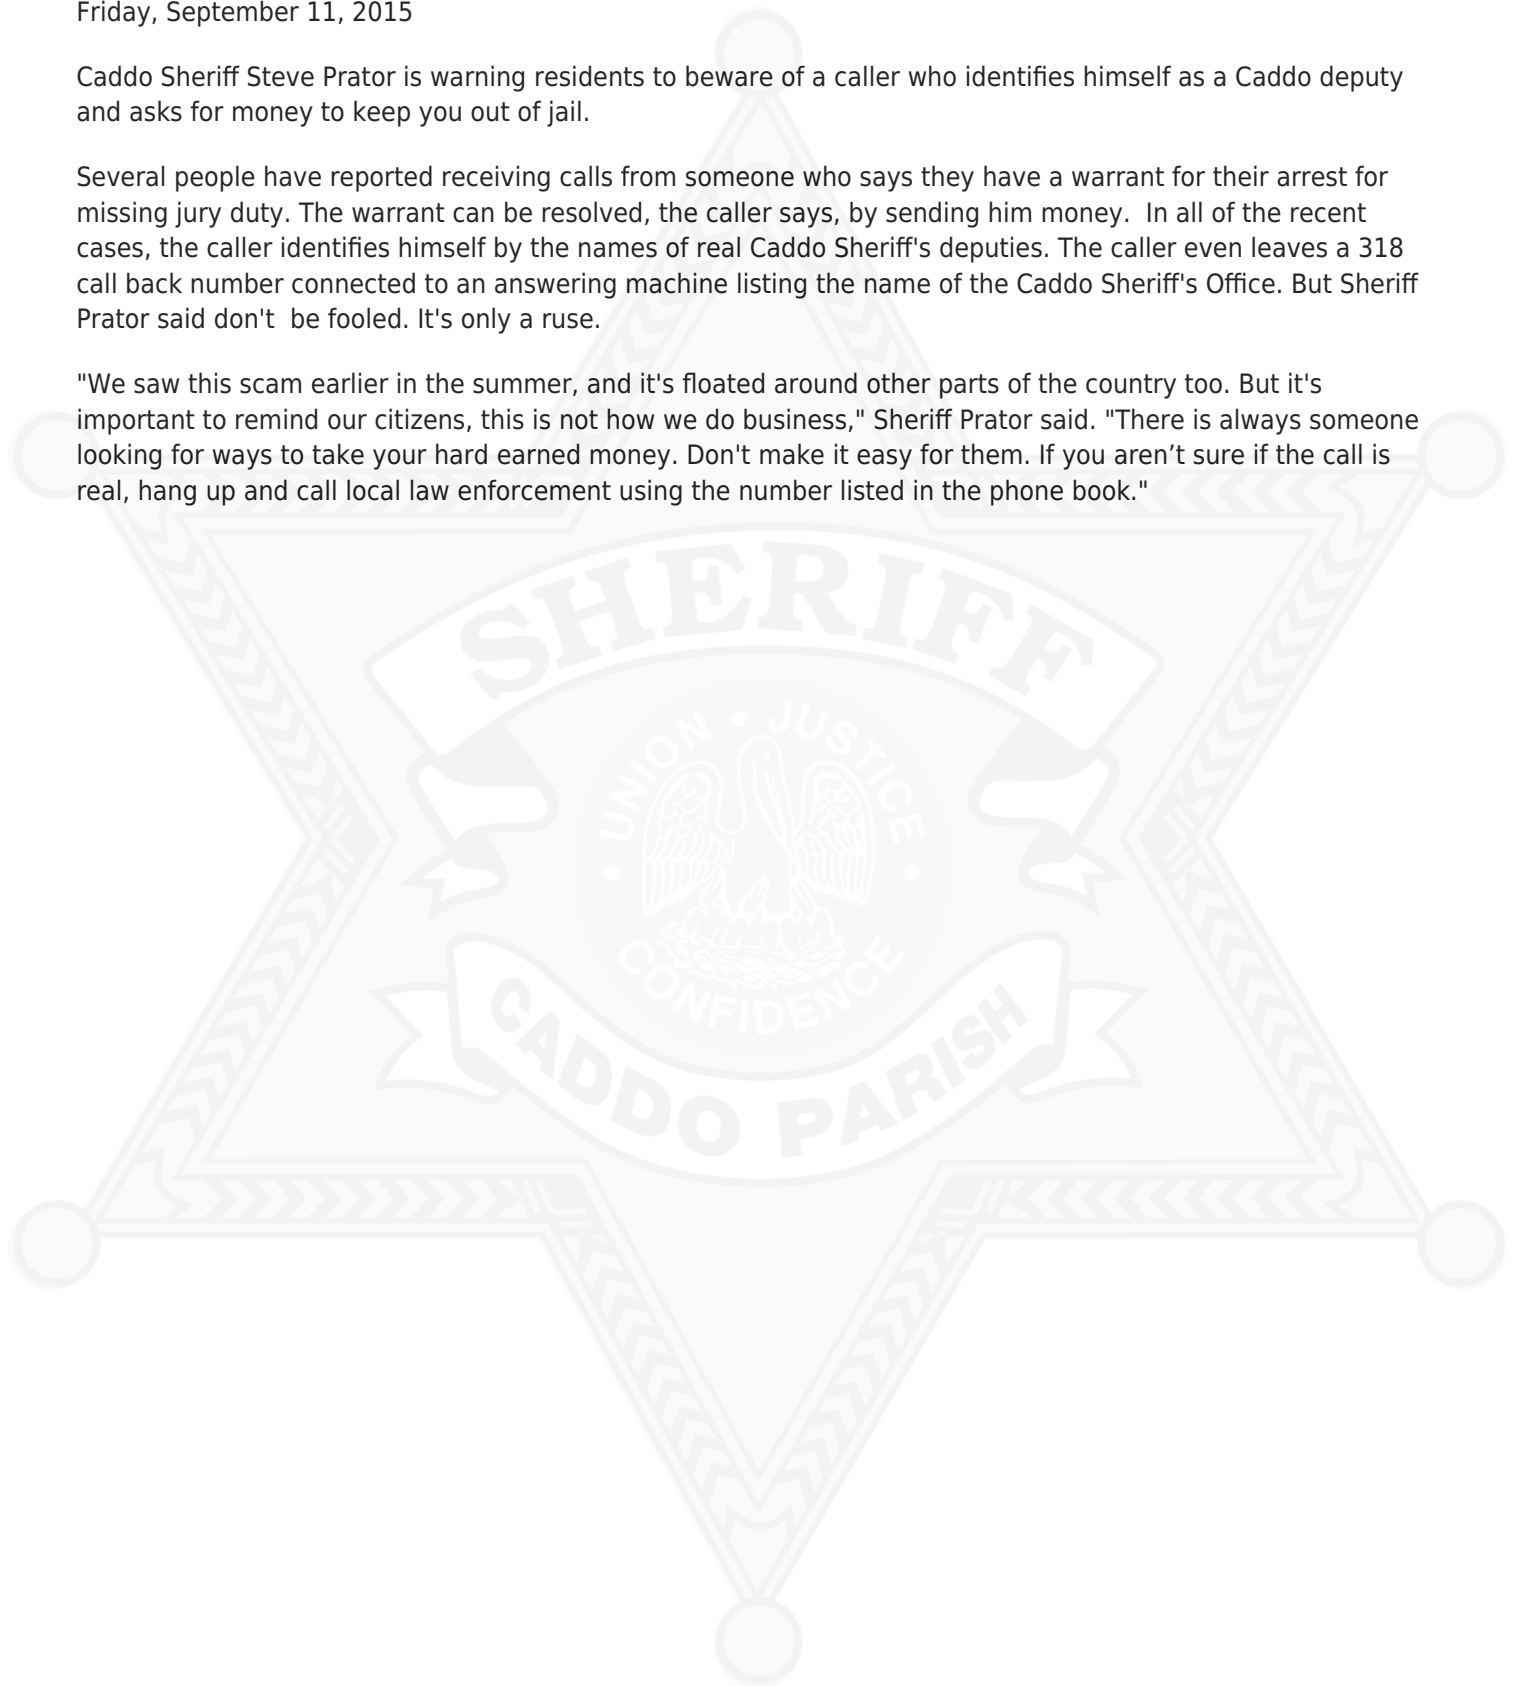 Friday, September 11, 2015
Caddo Sheriff Steve Prator is warning residents to beware of a caller who identifies himself as a Caddo deputy
and asks for money to keep you out of jail.
Several people have reported receiving calls from someone who says they have a warrant for their arrest for
missing jury duty. The warrant can be resolved, the caller says, by sending him money.  In all of the recent
cases, the caller identifies himself by the names of real Caddo Sheriff's deputies. The caller even leaves a 318
call back number connected to an answering machine listing the name of the Caddo Sheriff's Office. But Sheriff
Prator said don't  be fooled. It's only a ruse.
"We saw this scam earlier in the summer, and it's floated around other parts of the country too. But it's
important to remind our citizens, this is not how we do business," Sheriff Prator said. "There is always someone
looking for ways to take your hard earned money. Don't make it easy for them. If you aren’t sure if the call is
real, hang up and call local law enforcement using the number listed in the phone book."
SHERIFF
UNION • JUSTICE
• CONFIDENCE •
CADDO PARISH